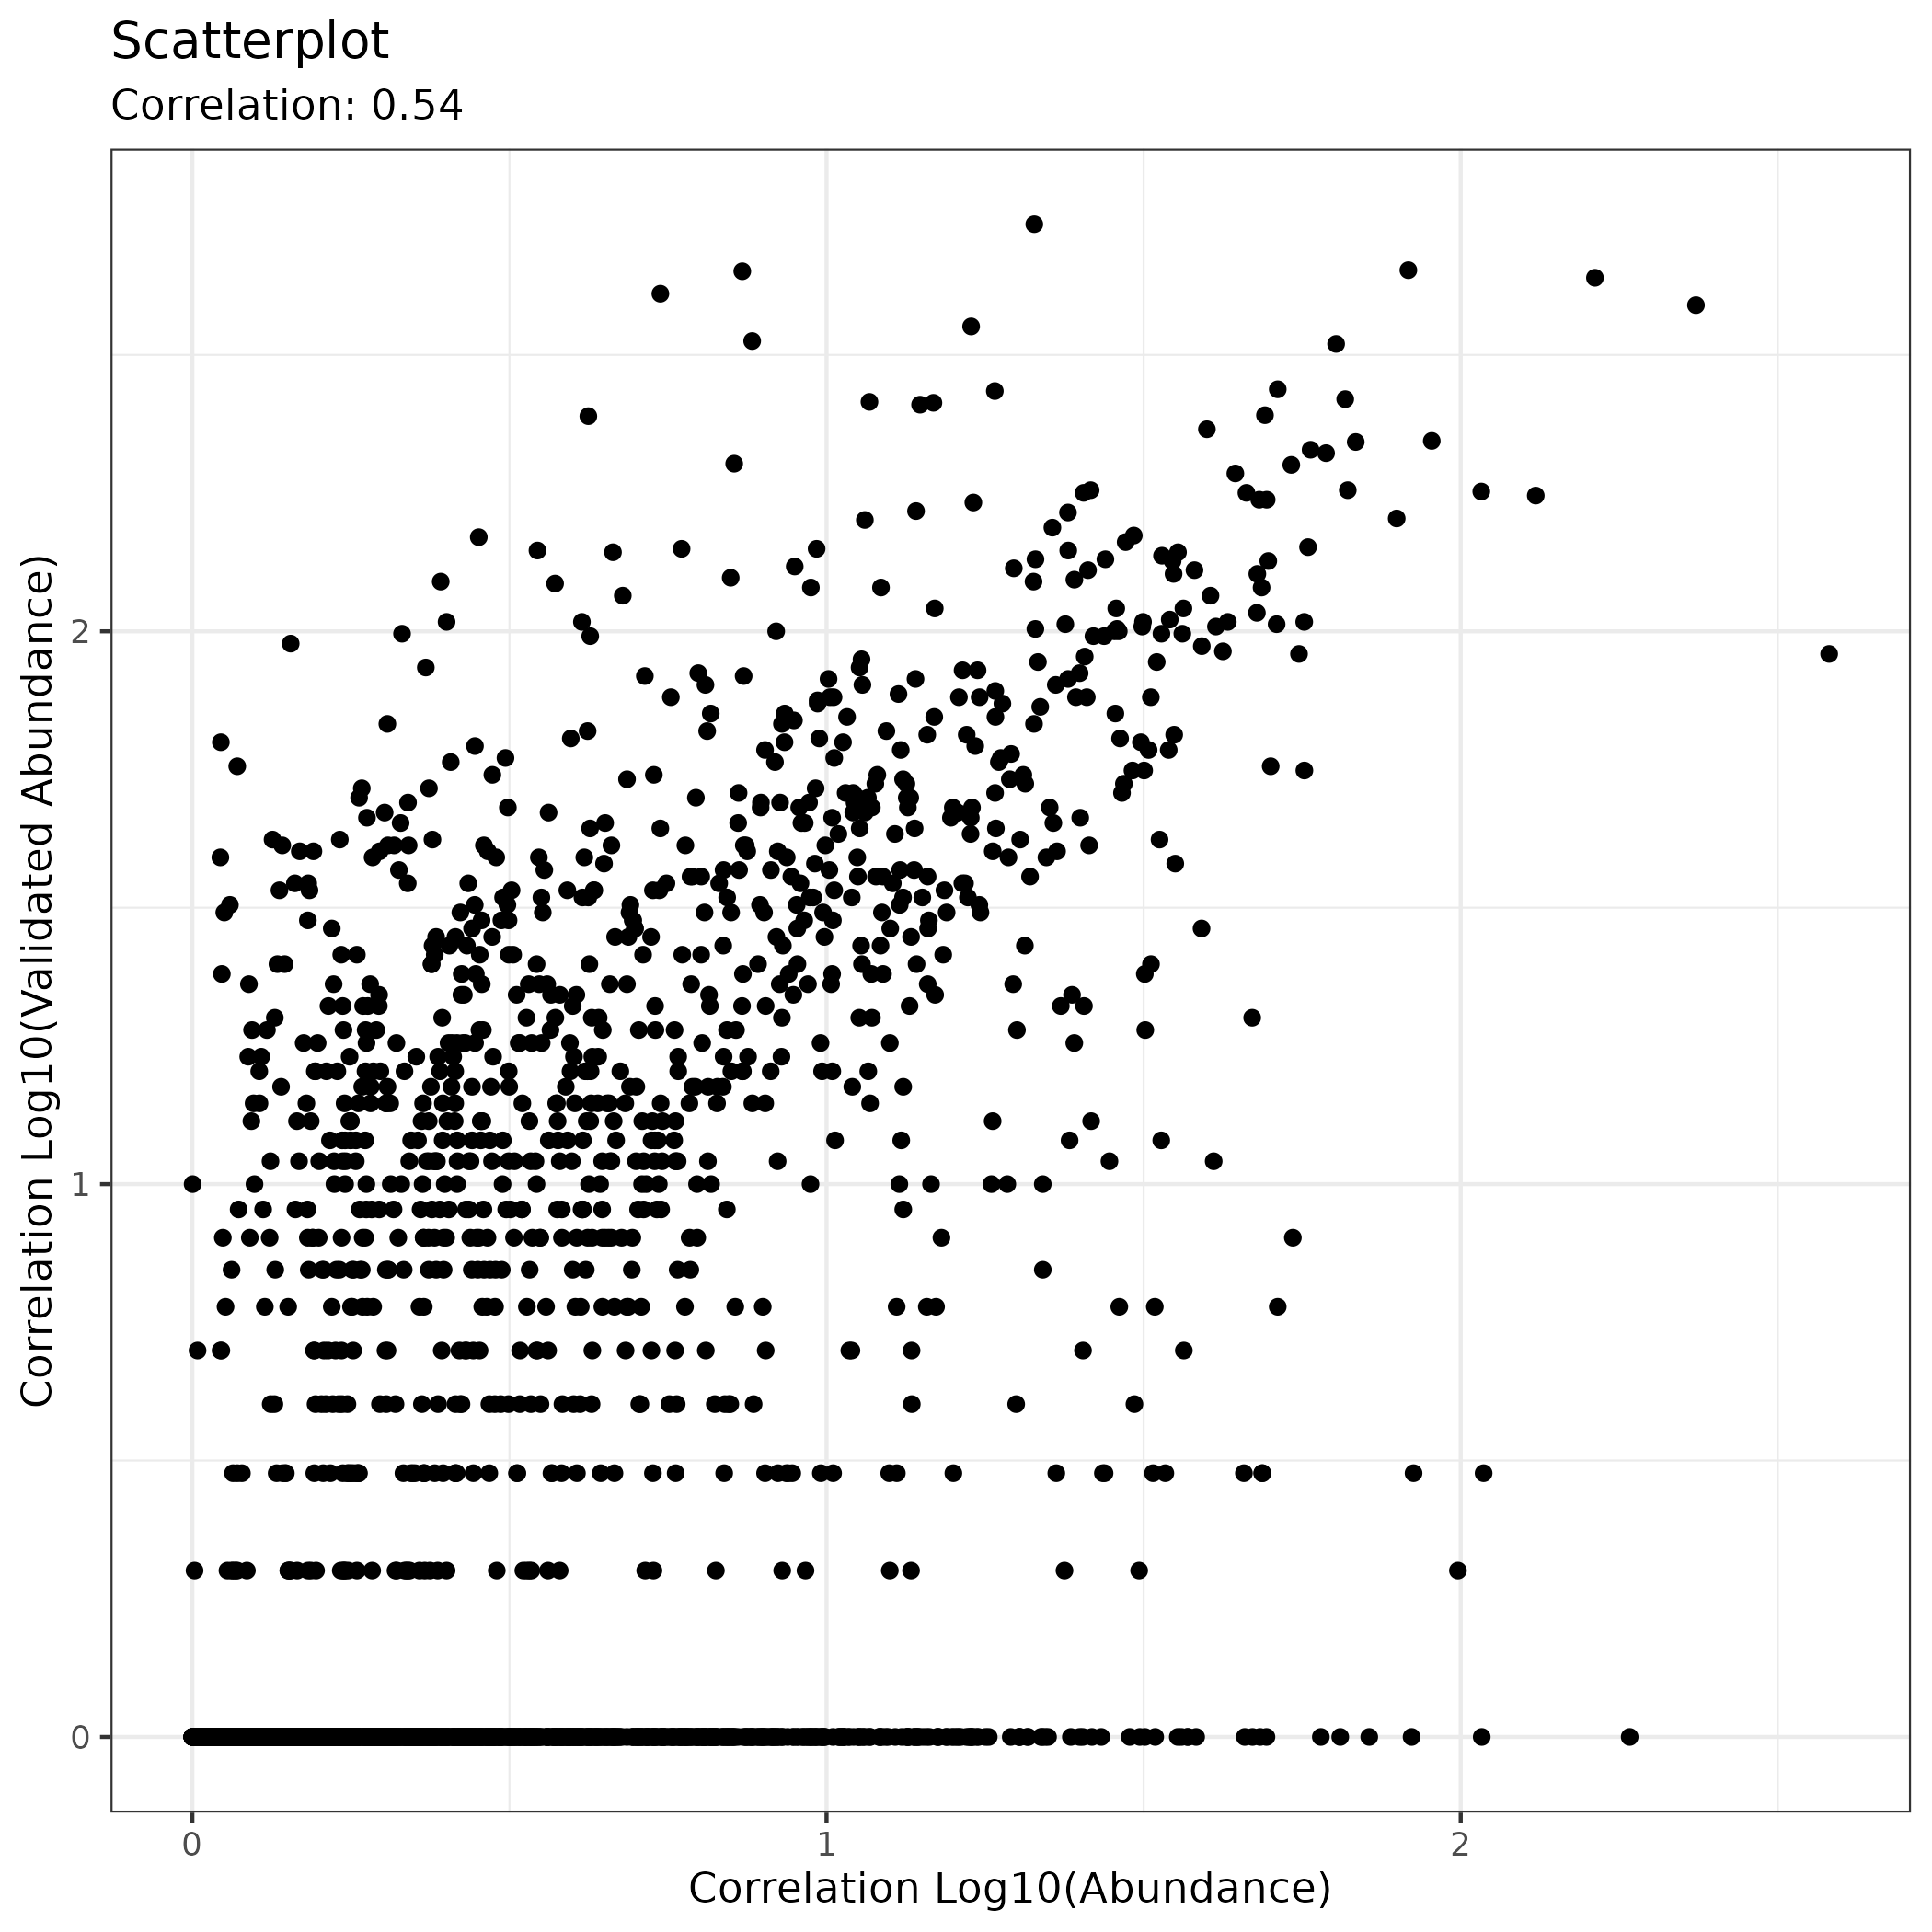 Scatterplot
Correlation: 0.54
Correlation Log10(Validated Abundance)
2
1
0
0
1
2
Correlation Log10(Abundance)